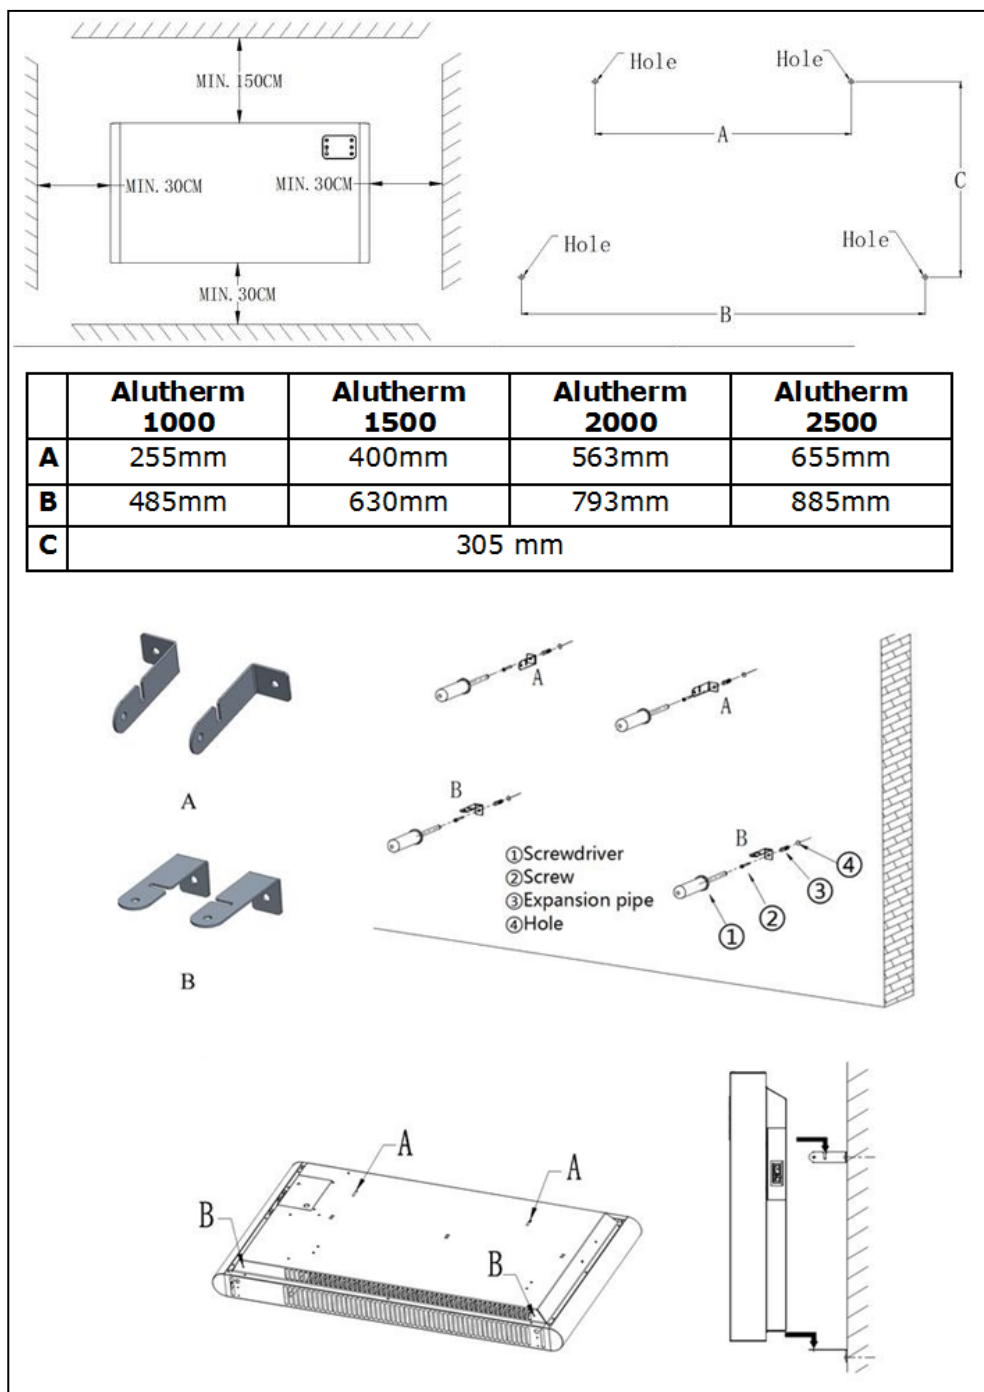 MIN. 150CM
MIN. 30CM
MIN. 30CM
MIN. 30CM
Hole
Hole
A
C
Hole
Hole
B
Alutherm 1000
Alutherm 1500
Alutherm 2000
Alutherm 2500
A 255mm 400mm 563mm 655mm
B 485mm 630mm 793mm 885mm
C 305 mm
A
A
A
B
B
B
①Screwdriver
②Screw
③Expansion pipe
④Hole
④
③
②
①
A
A
B
B